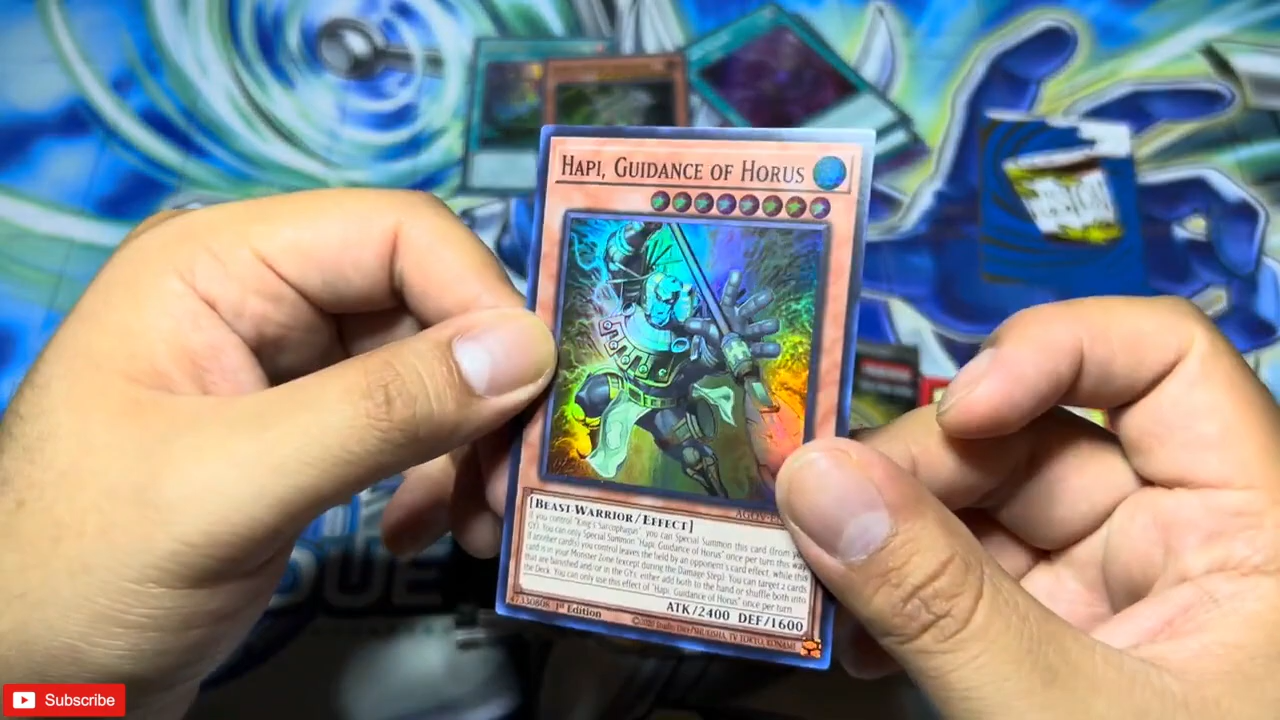 HAPI, GUIDANCE OF HORUS
[BEAST-WARRIOR/EFFECT]
If you control "King's Sarcophagus", you can Special Summon this card (from your
GY). You can only Special Summon "Hapi, Guidance of Horus" once per turn this way.
If another card(s) you control leaves the field by an opponent's card effect, while this
card is in your Monster Zone (except during the Damage Step): You can target 2 cards
that are banished and/or in the GYs; either add both to the hand or shuffle both into
the Deck. You can only use this effect of "Hapi, Guidance of Horus" once per turn.
ATK/2400 DEF/1600
47330808 1st Edition
Subscribe